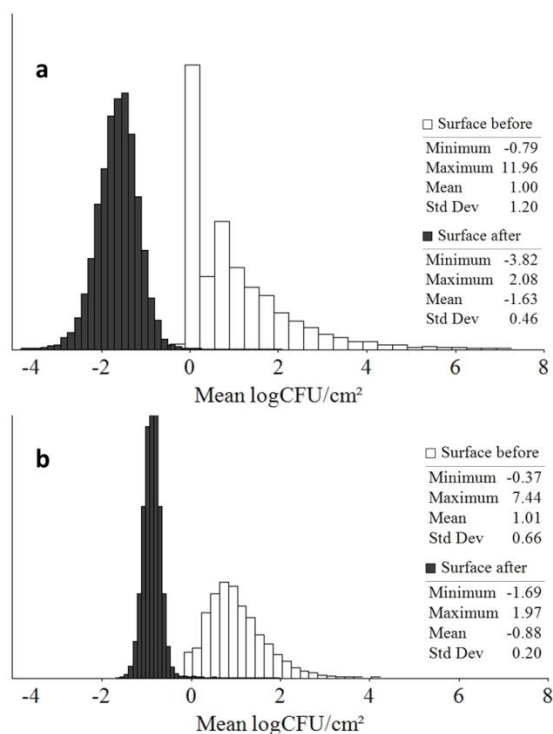 a
□ Surface before
Minimum -0.79
Maximum 11.96
Mean 1.00
Std Dev 1.20
■ Surface after
Minimum -3.82
Maximum 2.08
Mean -1.63
Std Dev 0.46
-4 -2 0 2 4 6 8
Mean logCFU/cm²
b
□ Surface before
Minimum -0.37
Maximum 7.44
Mean 1.01
Std Dev 0.66
■ Surface after
Minimum -1.69
Maximum 1.97
Mean -0.88
Std Dev 0.20
-4 -2 0 2 4 6 8
Mean logCFU/cm²